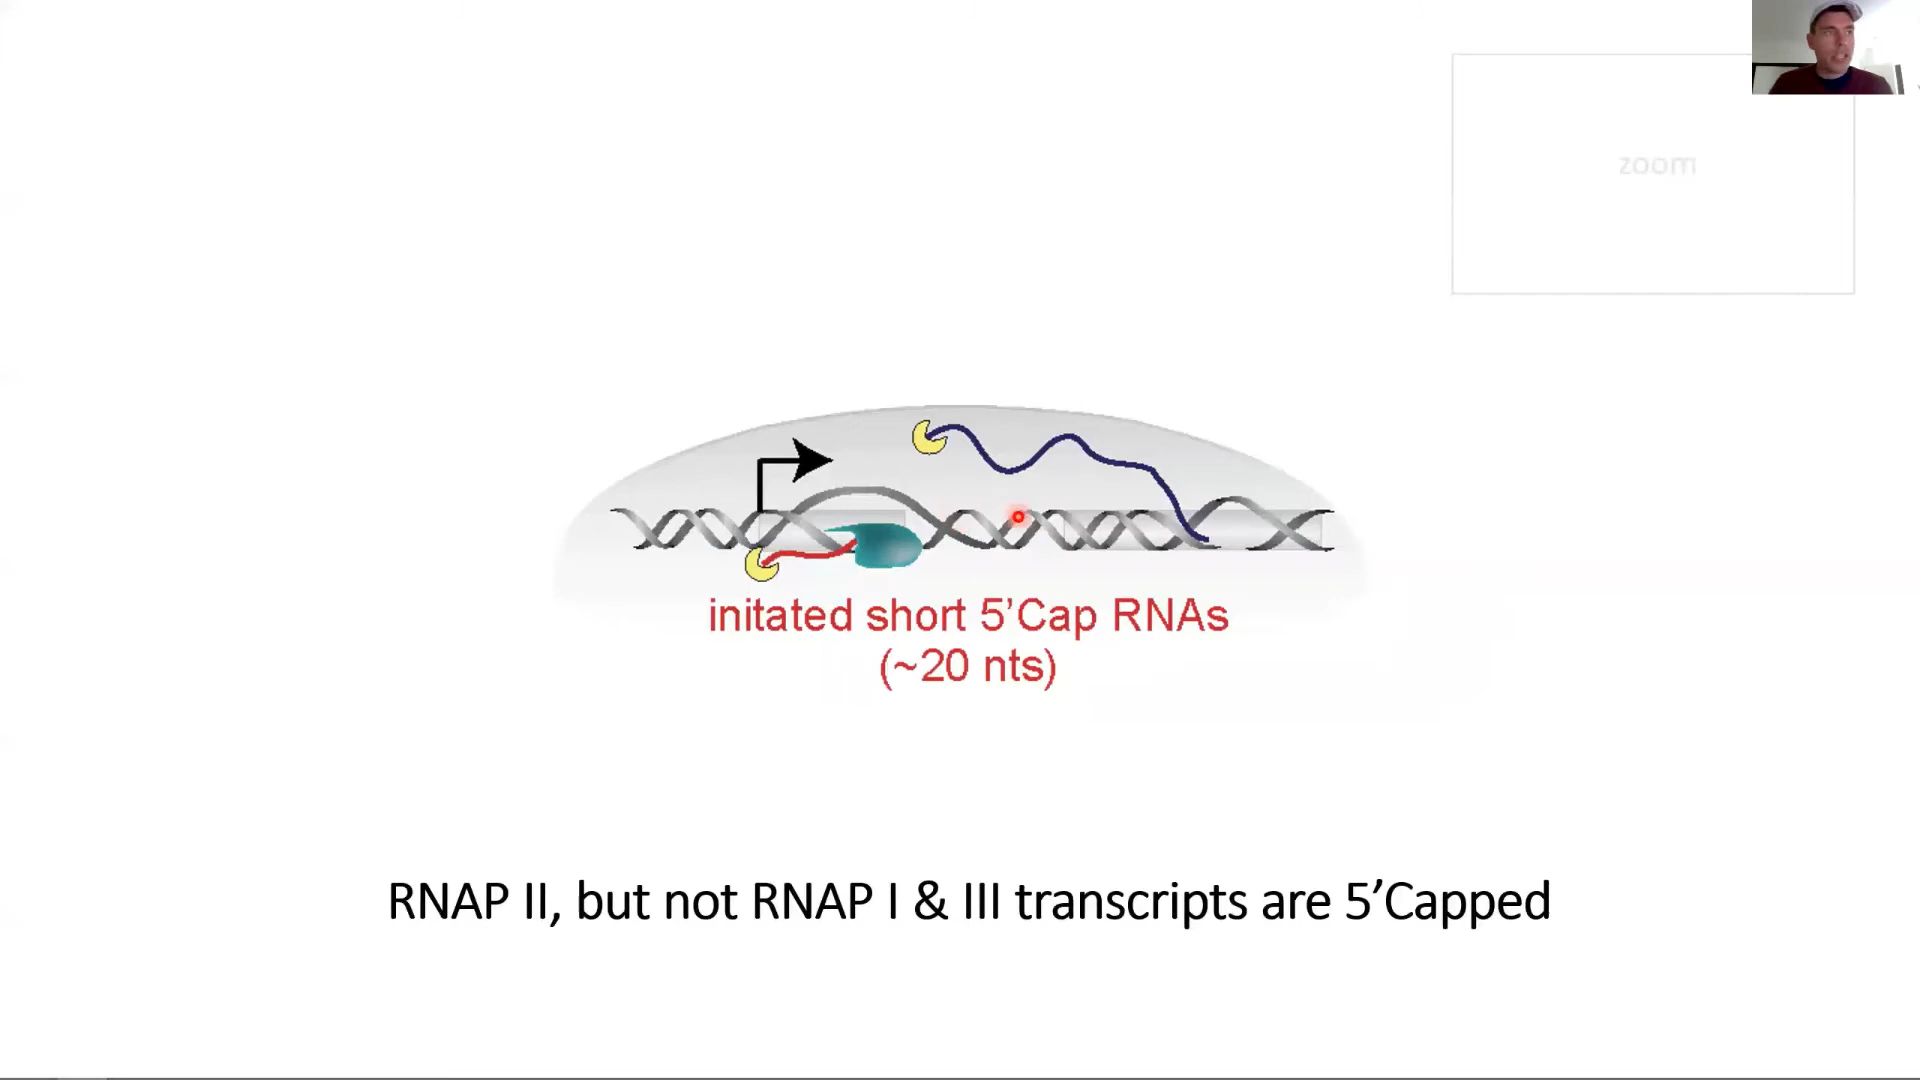 zoom
initated short 5’Cap RNAs
(~20 nts)
RNAP II, but not RNAP I & III transcripts are 5’Capped